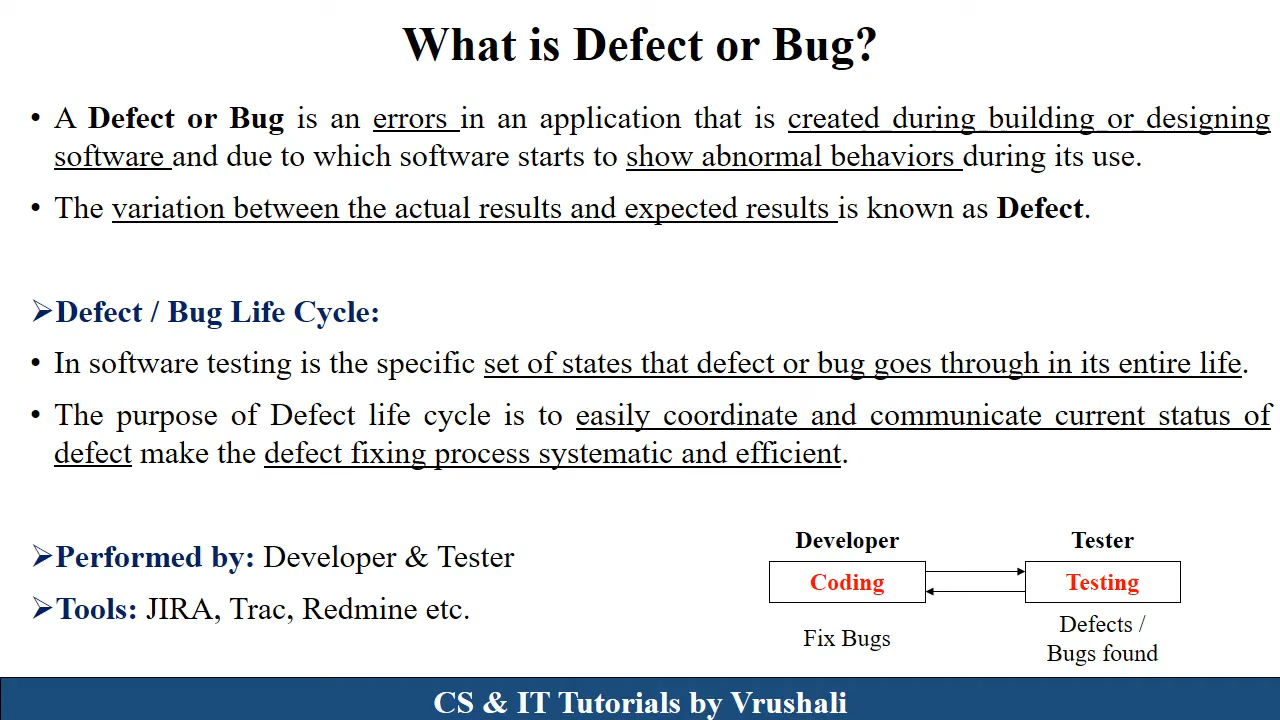 What is Defect or Bug?
• A Defect or Bug is an errors in an application that is created during building or designing
software and due to which software starts to show abnormal behaviors during its use.
• The variation between the actual results and expected results is known as Defect.
➢Defect / Bug Life Cycle:
• In software testing is the specific set of states that defect or bug goes through in its entire life.
• The purpose of Defect life cycle is to easily coordinate and communicate current status of
defect make the defect fixing process systematic and efficient.
➢Performed by: Developer & Tester
➢Tools: JIRA, Trac, Redmine etc.
Developer
Tester
Coding
Testing
Fix Bugs
Defects /
Bugs found
CS & IT Tutorials by Vrushali